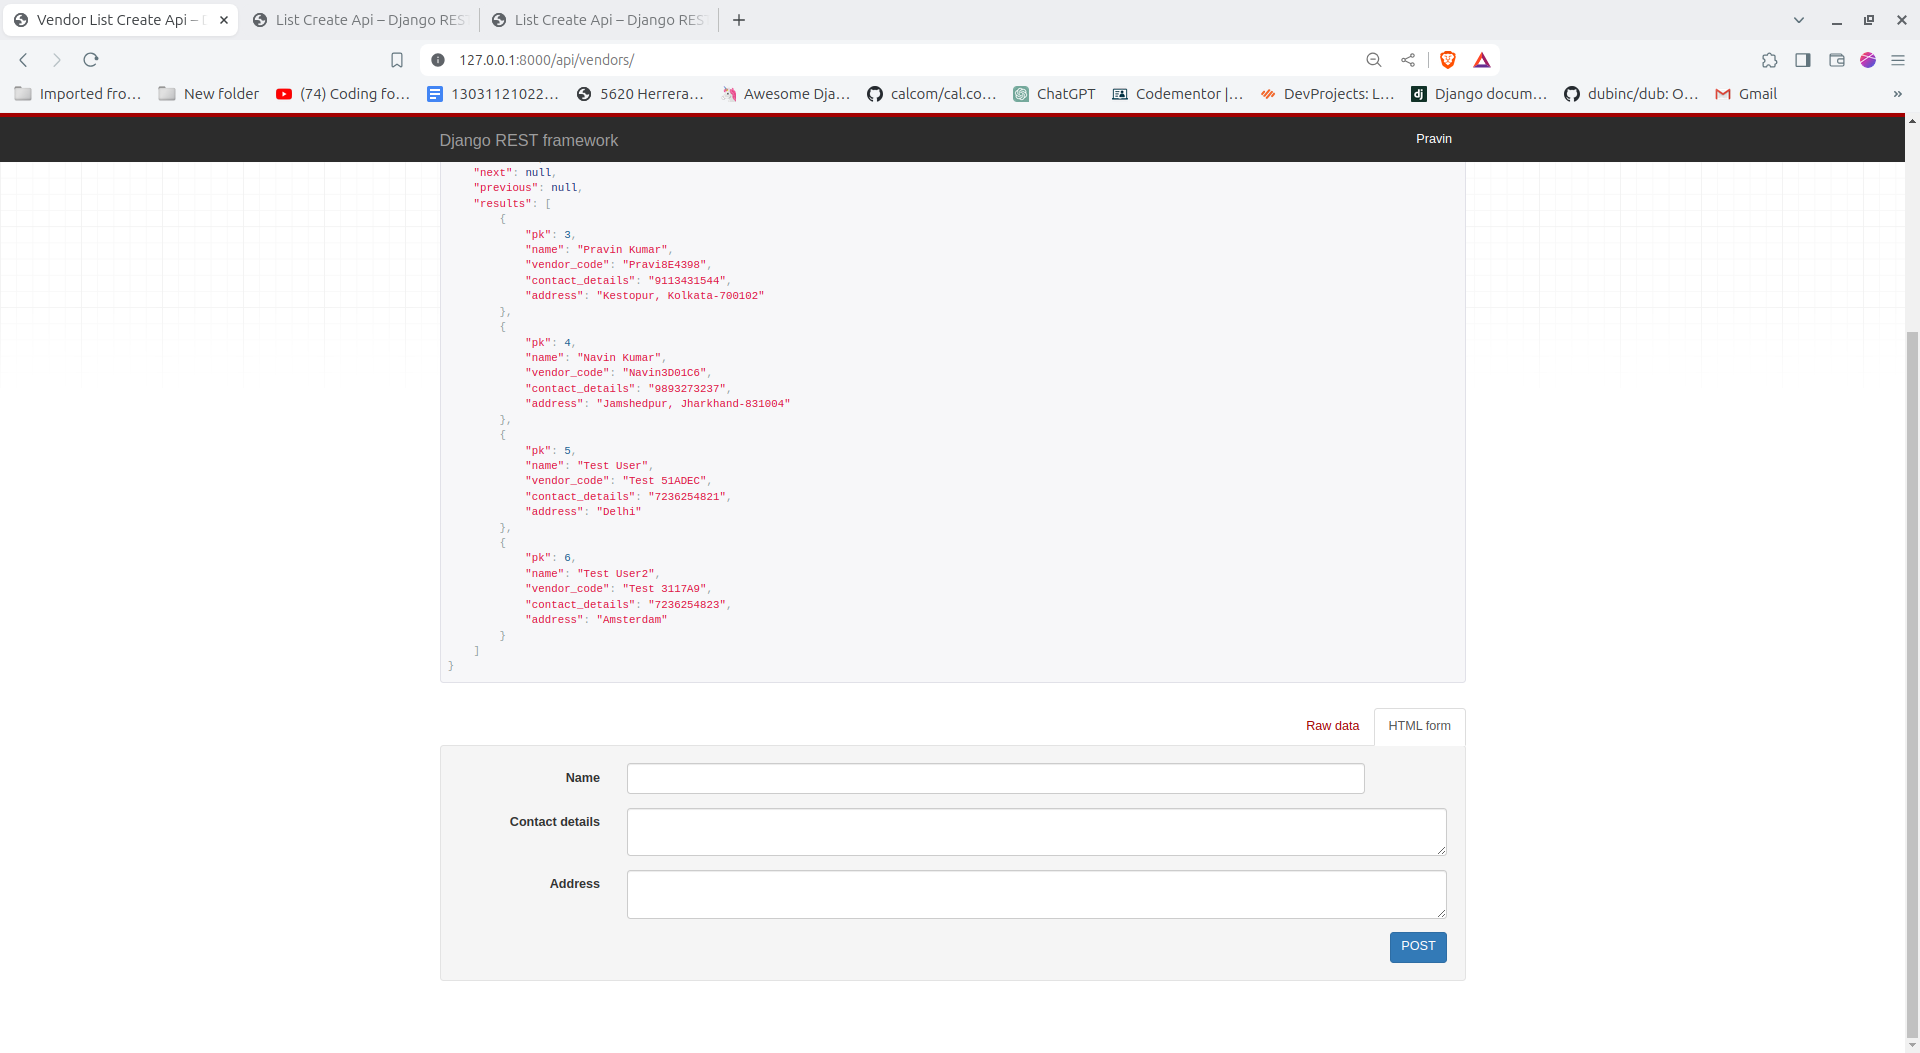 Vendor List Create Api –
List Create Api – Django RES
List Create Api – Django RES
127.0.0.1:8000/api/vendors/
Imported fro...
New folder
(74) Coding fo...
13031121022...
5620 Herrera...
Awesome Dja...
calcom/cal.co...
ChatGPT
Codementor |...
DevProjects: L...
Django docum...
dubinc/dub: O...
Gmail
»
Django REST framework
Pravin
"next": null,
"previous": null,
"results": [
{
"pk": 3,
"name": "Pravin Kumar",
"vendor_code": "Pravi8E4398",
"contact_details": "9113431544",
"address": "Kestopur, Kolkata-700102"
},
{
"pk": 4,
"name": "Navin Kumar",
"vendor_code": "Navin3D01C6",
"contact_details": "9893273237",
"address": "Jamshedpur, Jharkhand-831004"
},
{
"pk": 5,
"name": "Test User",
"vendor_code": "Test 51ADEC",
"contact_details": "7236254821",
"address": "Delhi"
},
{
"pk": 6,
"name": "Test User2",
"vendor_code": "Test 3117A9",
"contact_details": "7236254823",
"address": "Amsterdam"
}
]
}
Raw data
HTML form
Name
Contact details
Address
POST